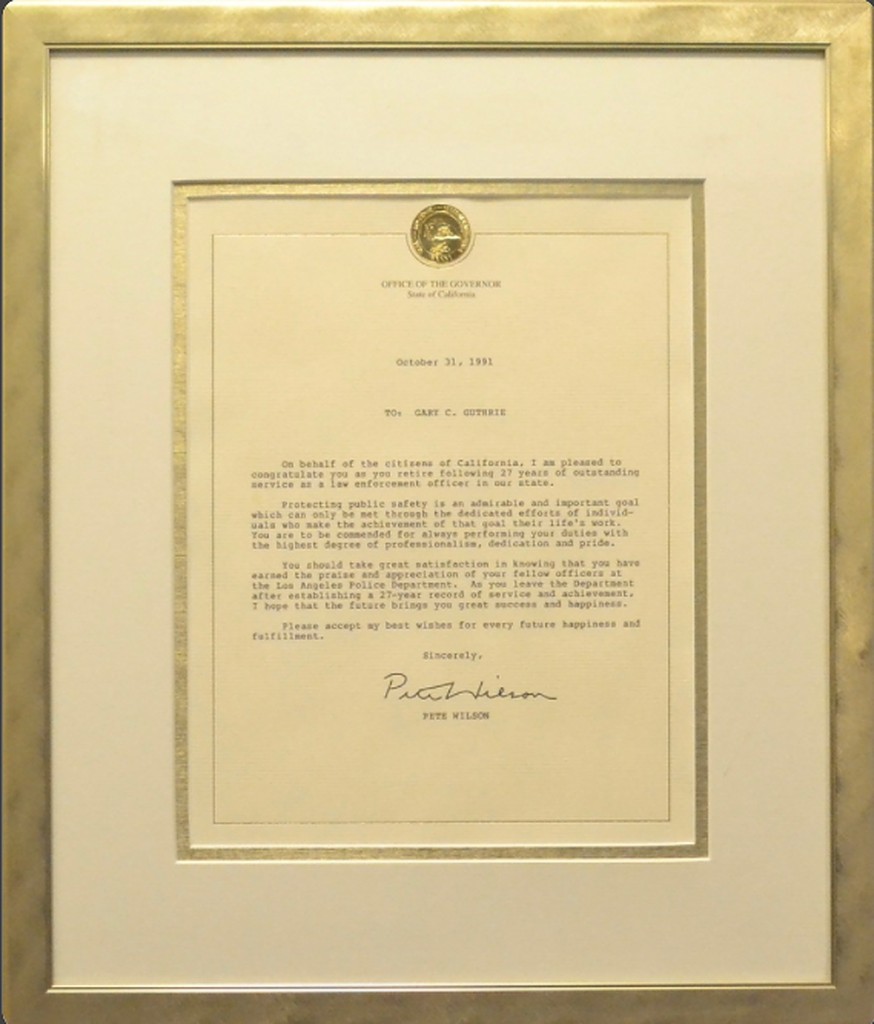 OFFICE OF THE GOVERNOR
State of California
October 31, 1991
TO: GARY C. GUTHRIE
On behalf of the citizens of California, I am pleased to
congratulate you as you retire following 27 years of outstanding
service as a law enforcement officer in our state.
Protecting public safety is an admirable and important goal
which can only be met through the dedicated efforts of individ-
uals who make the achievement of that goal their life's work.
You are to be commended for always performing your duties with
the highest degree of professionalism, dedication and pride.
You should take great satisfaction in knowing that you have
earned the praise and appreciation of your fellow officers at
the Los Angeles Police Department. As you leave the Department
after establishing a 27-year record of service and achievement,
I hope that the future brings you great success and happiness.
Please accept my best wishes for every future happiness and
fulfillment.
Sincerely,
Pete Wilson
PETE WILSON